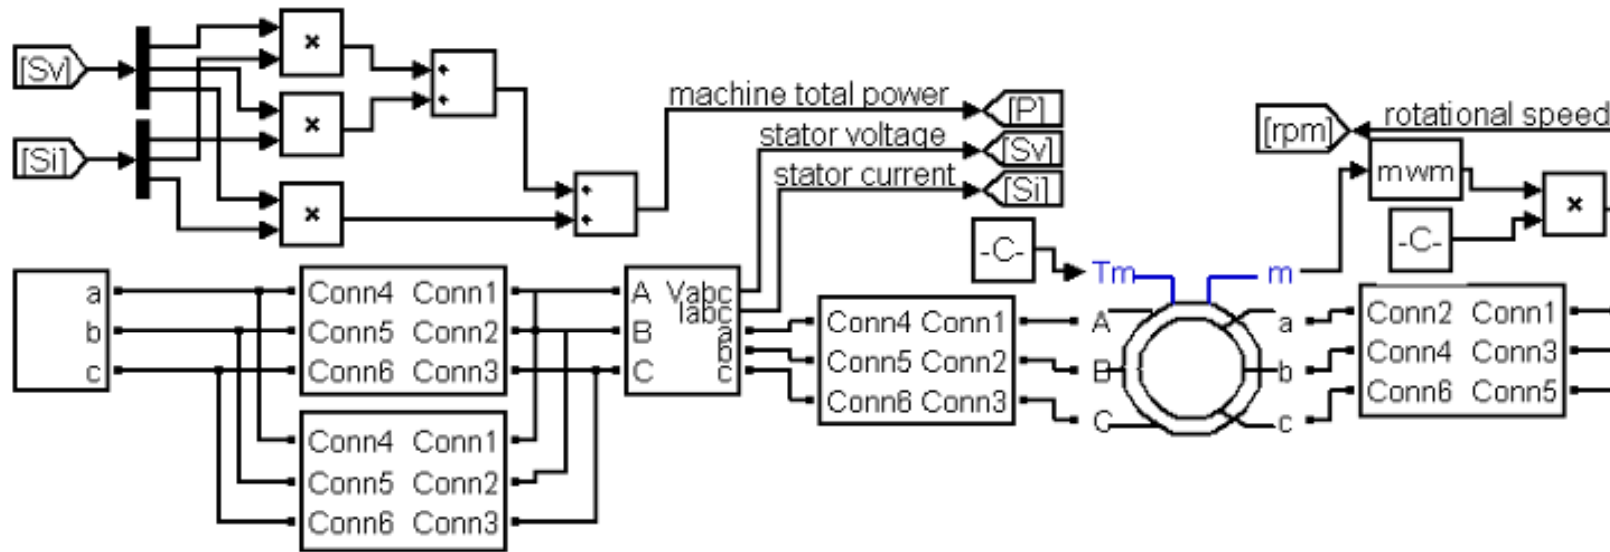 [Sv]
[Si]
×
×
×
+
+
+
+
machine total power
[P]
stator voltage
[Sv]
stator current
[Si]
[rpm]
rotational speed
mwm
-C-
×
-C-
Tm
m
a
b
c
Conn4 Conn1
Conn5 Conn2
Conn6 Conn3
Conn4 Conn1
Conn5 Conn2
Conn6 Conn3
A Vabc
Iabc
a
B
b
C
c
Conn4 Conn1
Conn5 Conn2
Conn6 Conn3
A
B
C
a
b
c
Conn2 Conn1
Conn4 Conn3
Conn6 Conn5